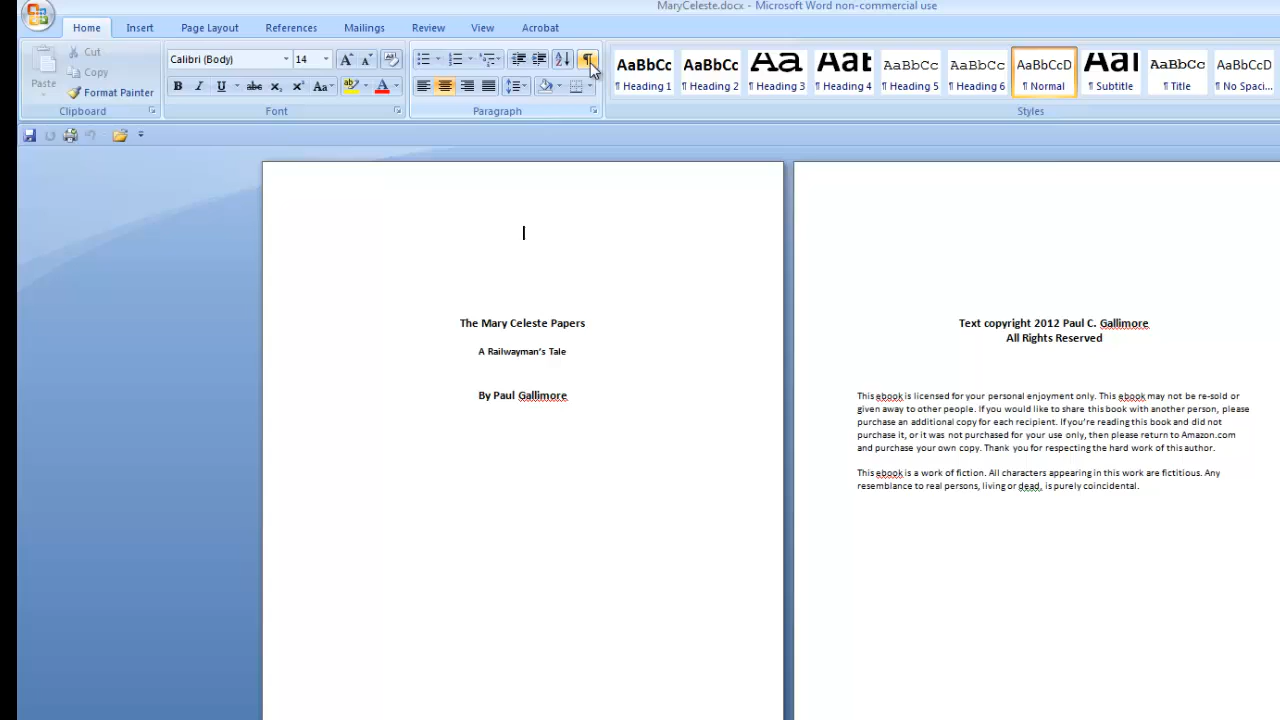 MaryCeleste.docx - Microsoft Word non-commercial use
Home Insert Page Layout References Mailings Review View Acrobat
Cut
Copy
Format Painter
Paste
Clipboard
Calibri (Body) 14
B I U abc x₂ x² Aa
Font
Paragraph
AaBbCc AaBbCc Aa Aab AaBbCc AaBbCc AaBbCcD AaI AaBbCc AaBbCcD
¶ Heading 1 ¶ Heading 2 ¶ Heading 3 ¶ Heading 4 ¶ Heading 5 ¶ Heading 6 ¶ Normal ¶ Subtitle ¶ Title ¶ No Spaci...
Styles
The Mary Celeste Papers
A Railwayman's Tale
By Paul Gallimore
Text copyright 2012 Paul C. Gallimore
All Rights Reserved
This ebook is licensed for your personal enjoyment only. This ebook may not be re-sold or
given away to other people. If you would like to share this book with another person, please
purchase an additional copy for each recipient. If you're reading this book and did not
purchase it, or it was not purchased for your use only, then please return to Amazon.com
and purchase your own copy. Thank you for respecting the hard work of this author.
This ebook is a work of fiction. All characters appearing in this work are fictitious. Any
resemblance to real persons, living or dead, is purely coincidental.